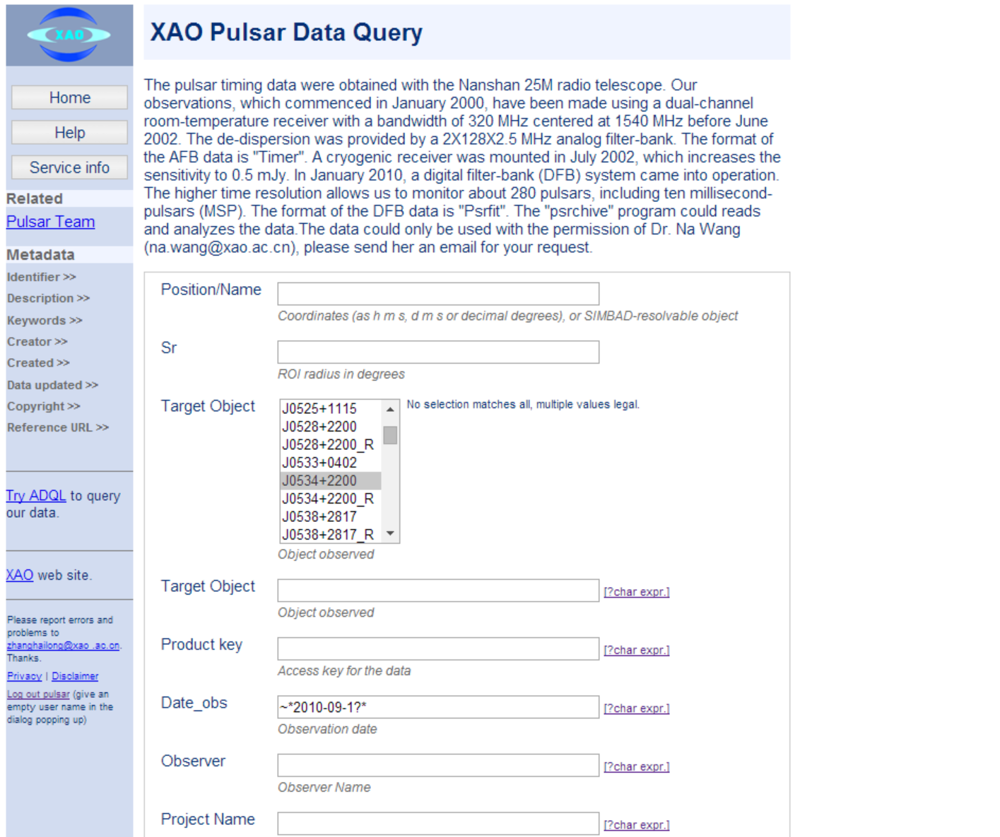 XAO
Home
Help
Service info
Related
Pulsar Team
Metadata
Identifier >>
Description >>
Keywords >>
Creator >>
Created >>
Data updated >>
Copyright >>
Reference URL >>
Try ADQL to query
our data.
XAO web site.
Please report errors and
problems to
zhanghailong@xao .ac.cn.
Thanks.
Privacy | Disclaimer
Log out pulsar (give an
empty user name in the
dialog popping up)
XAO Pulsar Data Query
The pulsar timing data were obtained with the Nanshan 25M radio telescope. Our
observations, which commenced in January 2000, have been made using a dual-channel
room-temperature receiver with a bandwidth of 320 MHz centered at 1540 MHz before June
2002. The de-dispersion was provided by a 2X128X2.5 MHz analog filter-bank. The format of
the AFB data is "Timer". A cryogenic receiver was mounted in July 2002, which increases the
sensitivity to 0.5 mJy. In January 2010, a digital filter-bank (DFB) system came into operation.
The higher time resolution allows us to monitor about 280 pulsars, including ten millisecond-
pulsars (MSP). The format of the DFB data is "Psrfit". The "psrchive" program could reads
and analyzes the data.The data could only be used with the permission of Dr. Na Wang
(na.wang@xao.ac.cn), please send her an email for your request.
Position/Name
Coordinates (as h m s, d m s or decimal degrees), or SIMBAD-resolvable object
Sr
ROI radius in degrees
Target Object
J0525+1115
J0528+2200
J0528+2200_R
J0533+0402
J0534+2200
J0534+2200_R
J0538+2817
J0538+2817_R
No selection matches all, multiple values legal.
Object observed
Target Object
[?char expr.]
Object observed
Product key
[?char expr.]
Access key for the data
Date_obs
~*2010-09-1?*
[?char expr.]
Observation date
Observer
[?char expr.]
Observer Name
Project Name
[?char expr.]